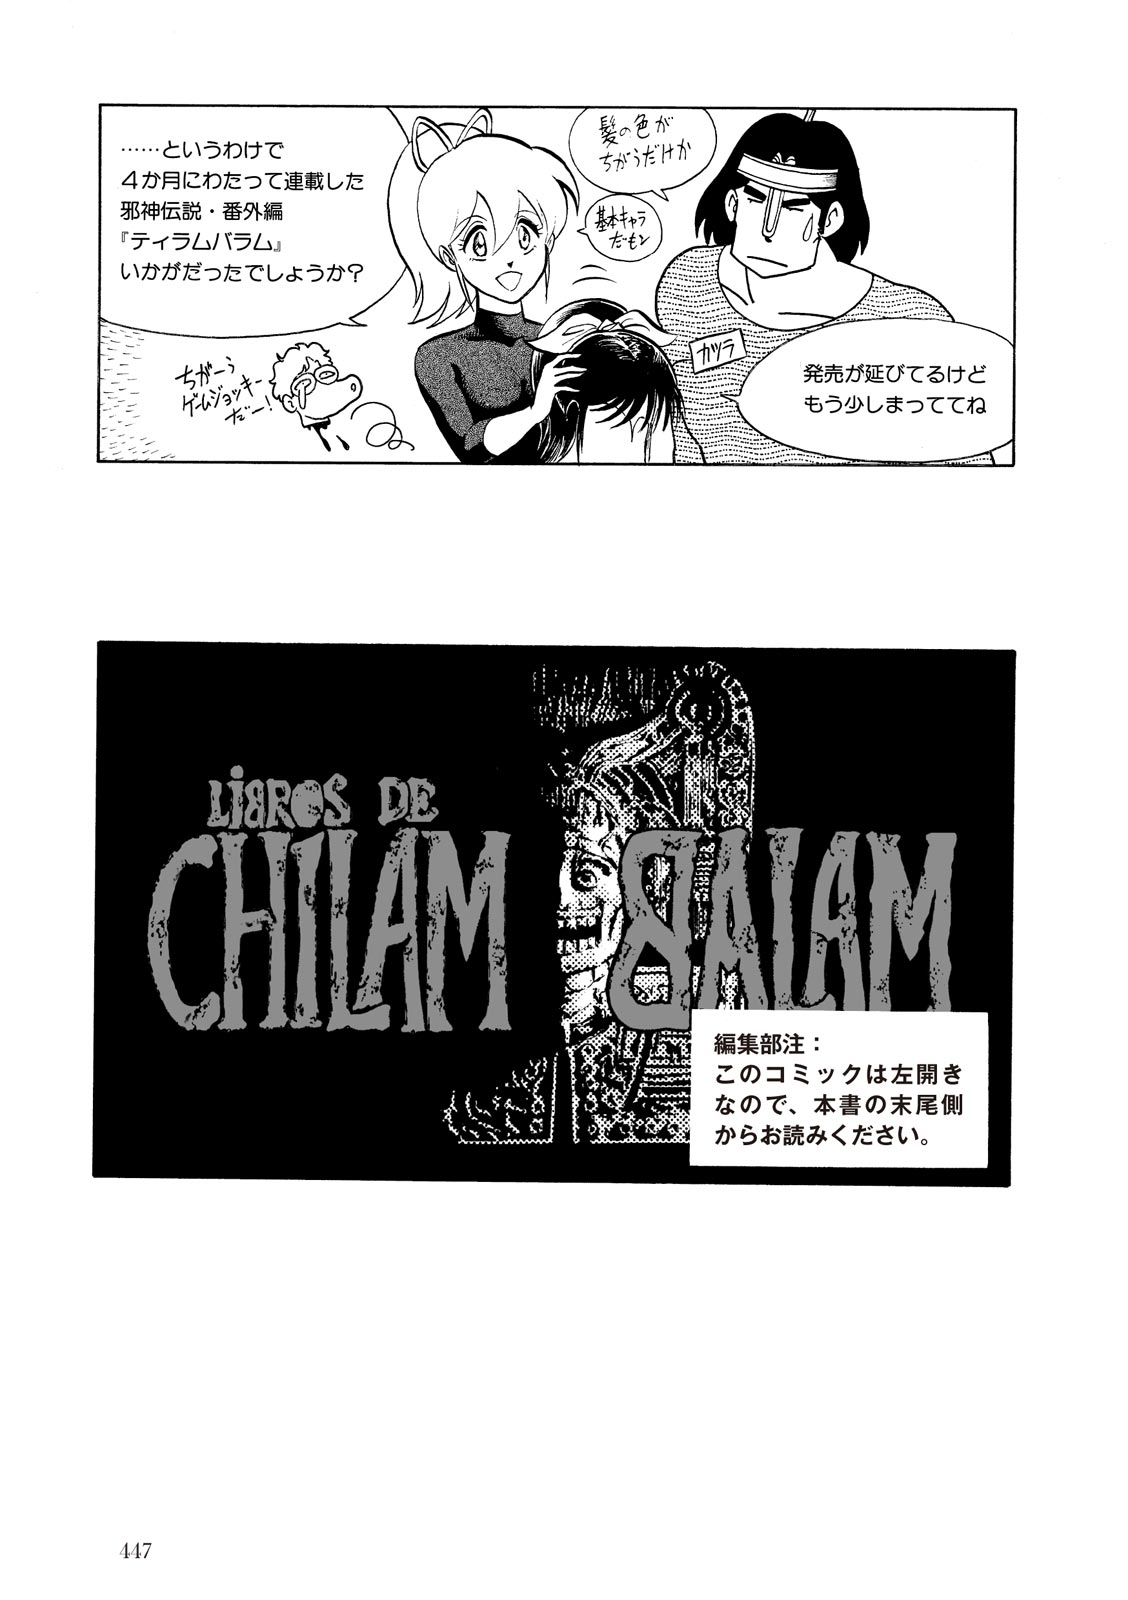 ……というわけで
４か月にわたって連載した
邪神伝説・番外編
『ティラムバラム』
いかがだったでしょうか？
髪の色が
ちがうだけか
基本キャラ
だもン
カツラ
発売が延びてるけど
もう少しまっててね
ちがーう
ゲームジョッキー
だー！
LIBROS DE
CHILAM BALAM
編集部注：
このコミックは左開き
なので、本書の末尾側
からお読みください。
447